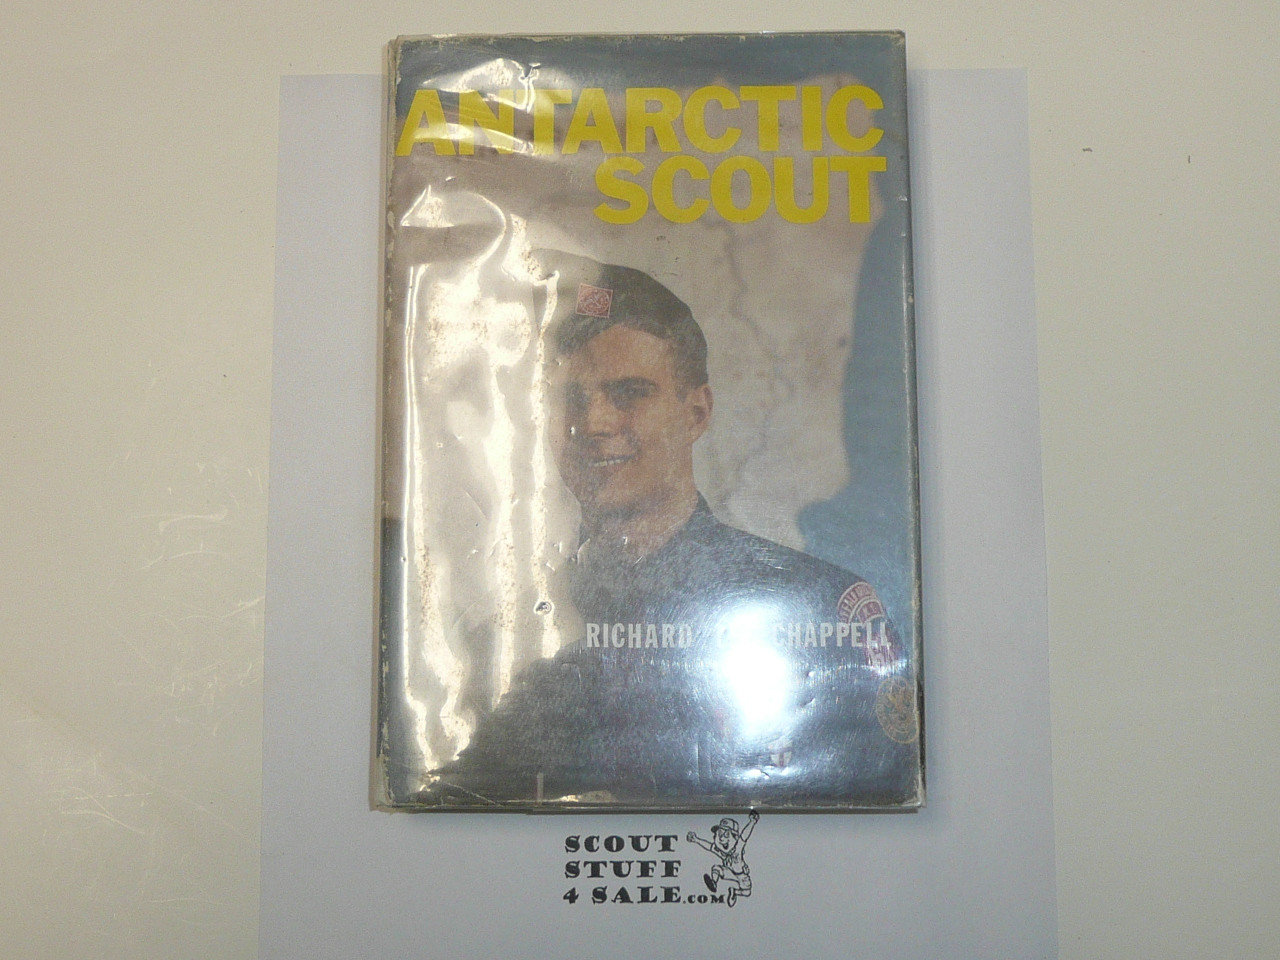 ANTARCTIC
SCOUT
RICHARD CHAPPELL
SCOUT
STUFF
4 SALE.COM